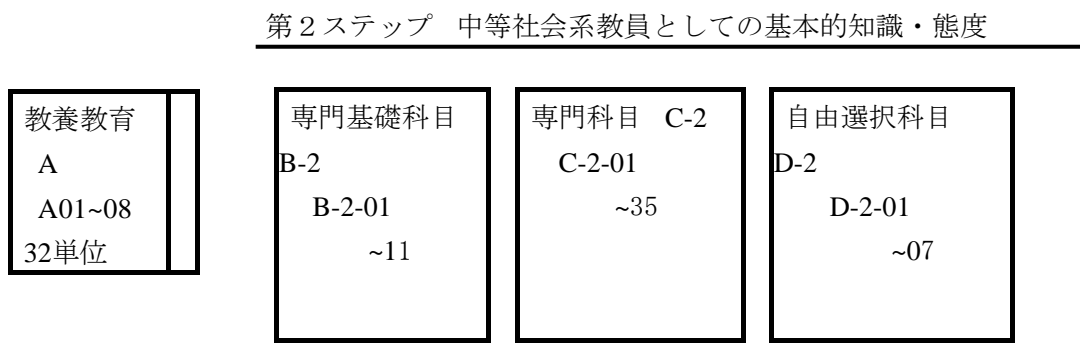 第２ステップ　中等社会系教員としての基本的知識・態度
教養教育
A
A01~08
32単位
専門基礎科目
B-2
B-2-01
~11
専門科目　C-2
C-2-01
~35
自由選択科目
D-2
D-2-01
~07